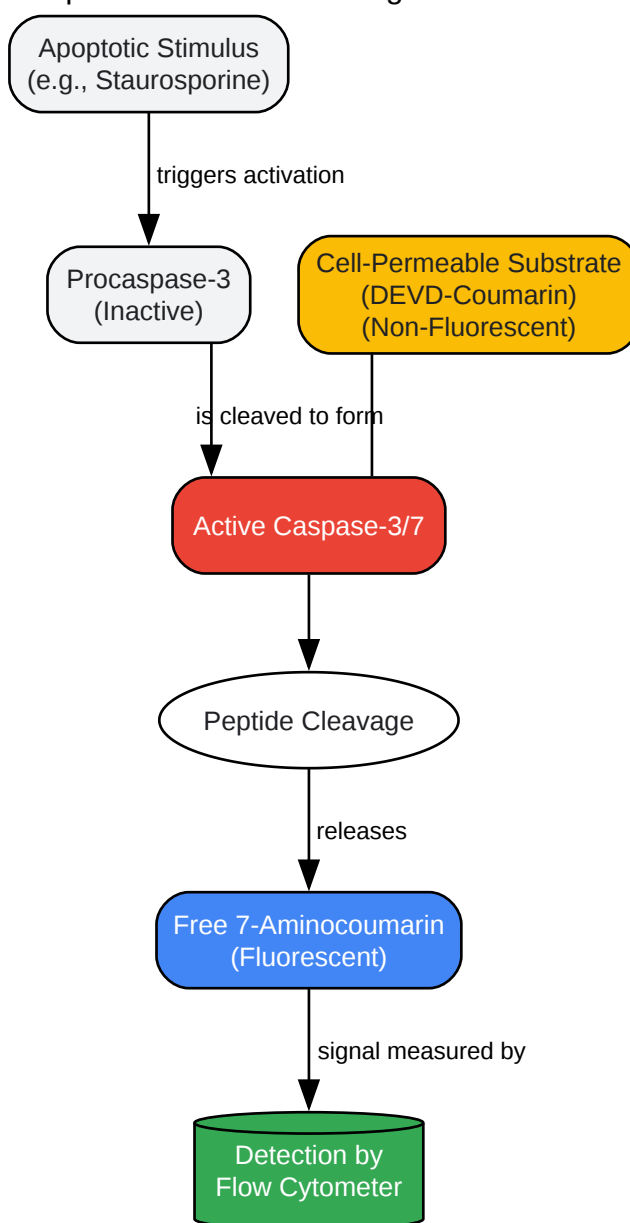 Apoptotic Stimulus
(e.g., Staurosporine)
triggers activation
Procaspase-3
(Inactive)
Cell-Permeable Substrate
(DEVD-Coumarin)
(Non-Fluorescent)
is cleaved to form
Active Caspase-3/7
Peptide Cleavage
releases
Free 7-Aminocoumarin
(Fluorescent)
signal measured by
Detection by
Flow Cytometer